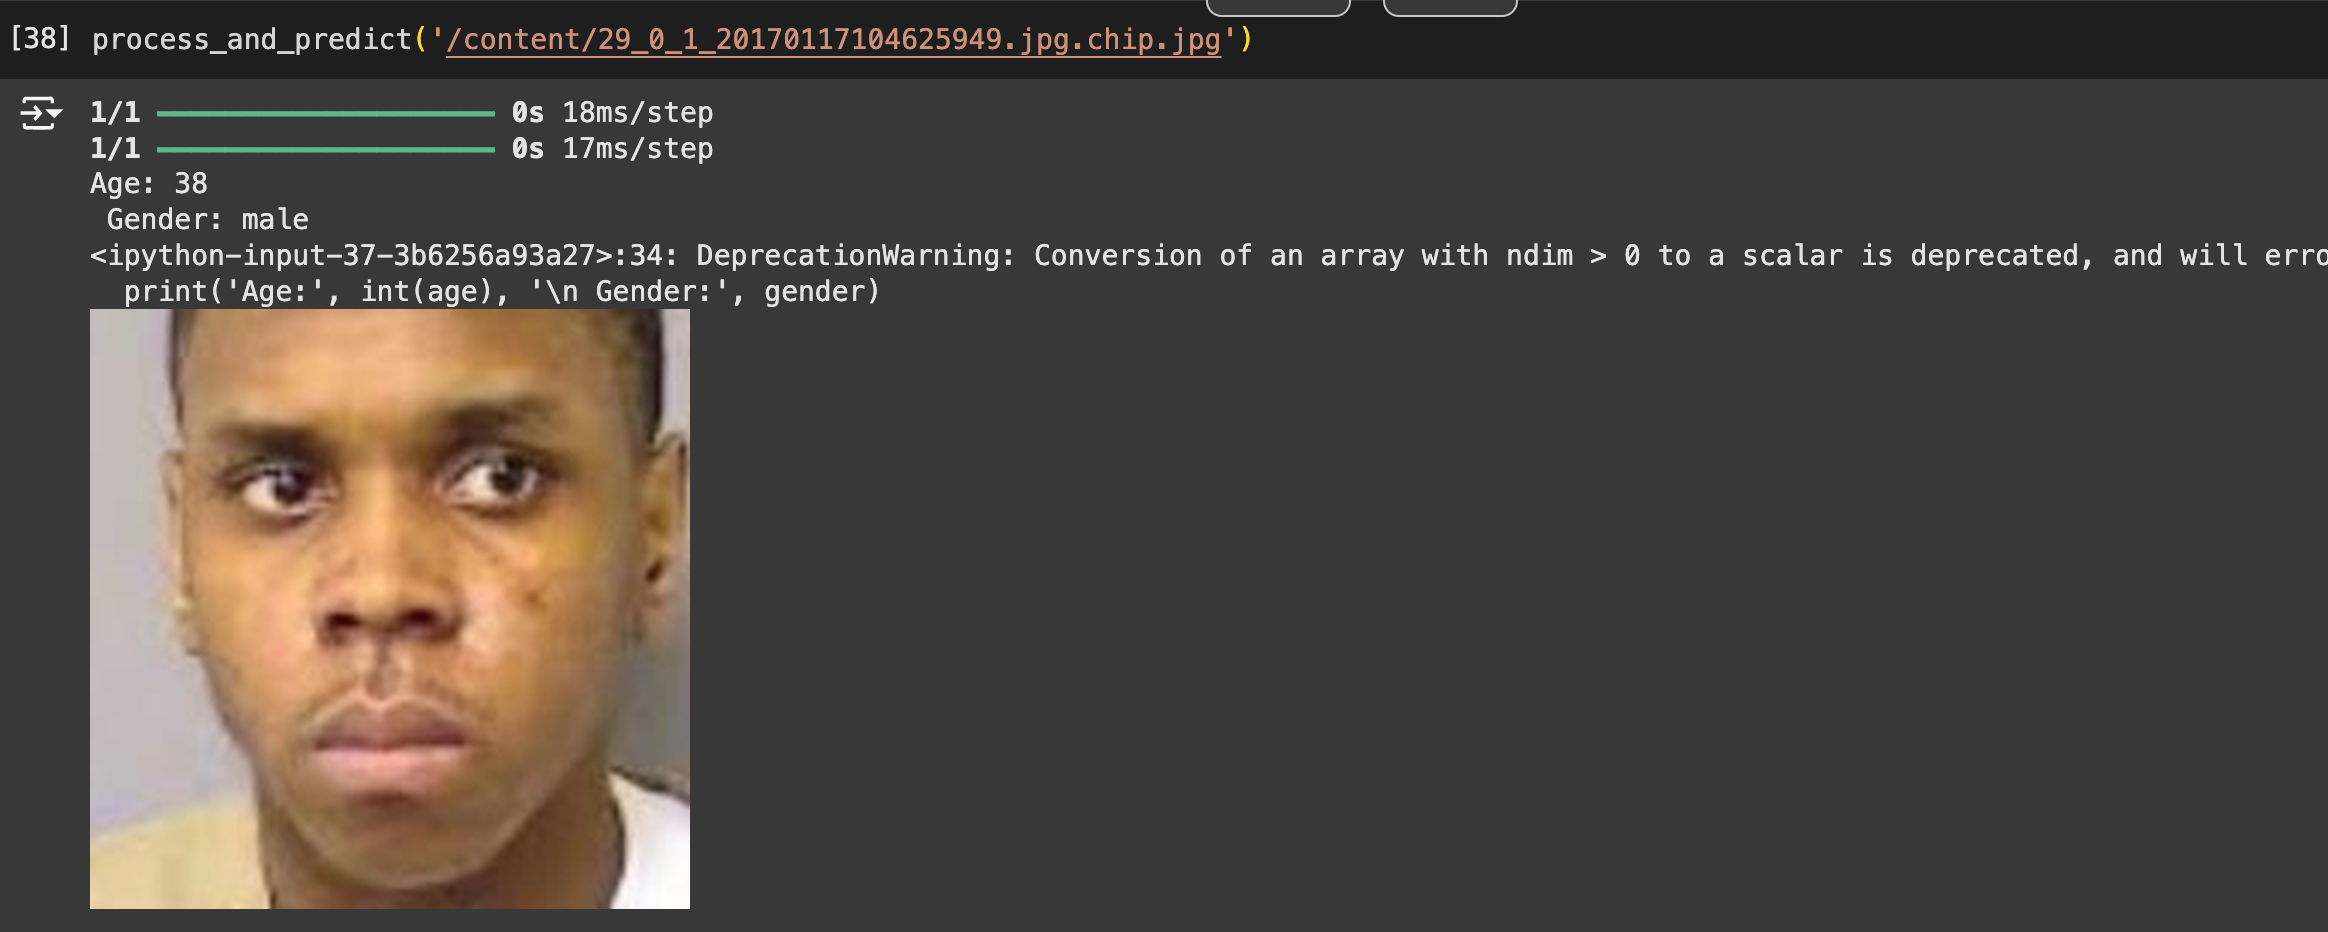 [38] process_and_predict('/content/29_0_1_20170117104625949.jpg.chip.jpg')
1/1 ━━━━━━━━━━━━━━━━━━━━ 0s 18ms/step
1/1 ━━━━━━━━━━━━━━━━━━━━ 0s 17ms/step
Age: 38
 Gender: male
<ipython-input-37-3b6256a93a27>:34: DeprecationWarning: Conversion of an array with ndim > 0 to a scalar is deprecated, and will erro
  print('Age:', int(age), '\n Gender:', gender)